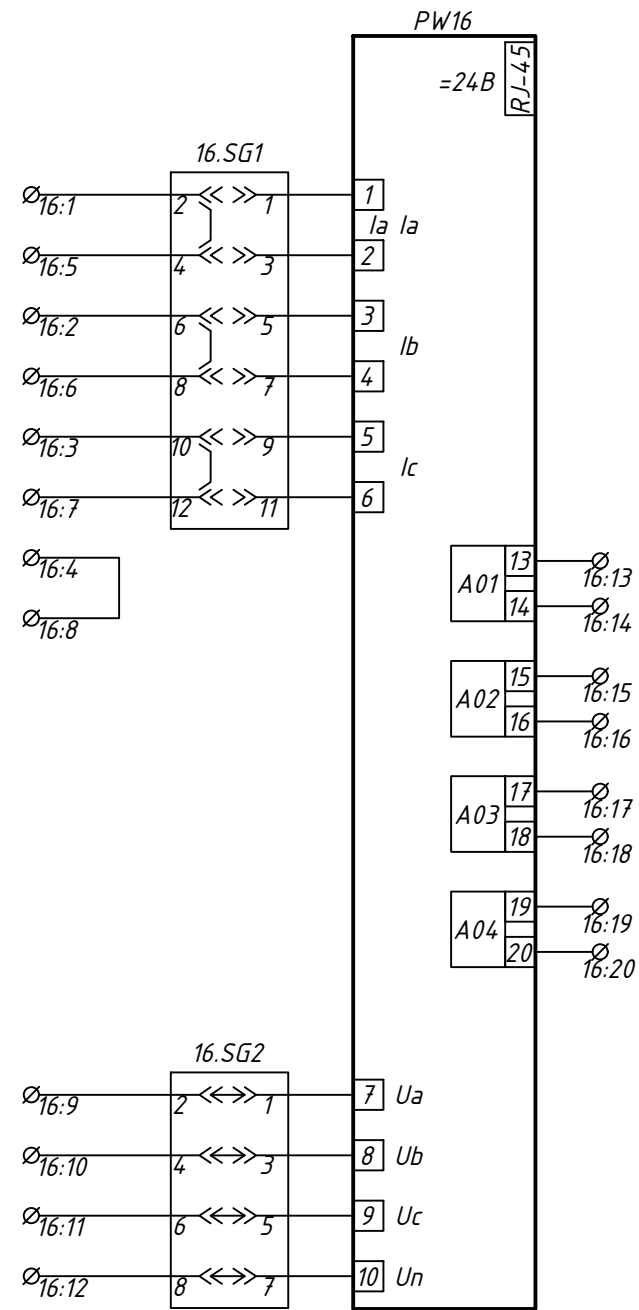 PW16
=24В
RJ-45
16.SG1
16:1 2 1 1
Ia Ia
16:5 4 3 2
16:2 6 5 3
Ib
16:6 8 7 4
16:3 10 9 5
Ic
16:7 12 11 6
16:4
16:8
A01 13 16:13
14 16:14
A02 15 16:15
16 16:16
A03 17 16:17
18 16:18
A04 19 16:19
20 16:20
16.SG2
16:9 2 1 7 Ua
16:10 4 3 8 Ub
16:11 6 5 9 Uc
16:12 8 7 10 Un